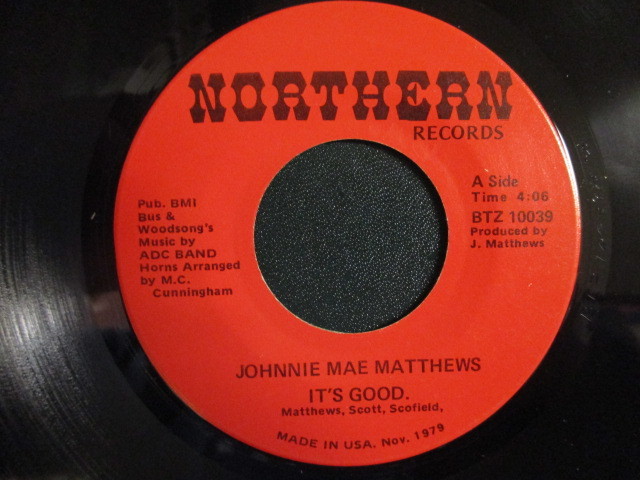 NORTHERN
RECORDS
Pub. BMI
Bus &
Woodsong's
Music by
ADC BAND
Horns Arranged
by M.C.
Cunningham
A Side
Time 4:06
BTZ 10039
Produced by
J. Matthews
JOHNNIE MAE MATTHEWS
IT'S GOOD.
Matthews, Scott, Scofield,
MADE IN USA. Nov. 1979